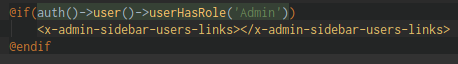 @if(auth()->user()->userHasRole('Admin'))
<x-admin-sidebar-users-links></x-admin-sidebar-users-links>
@endif